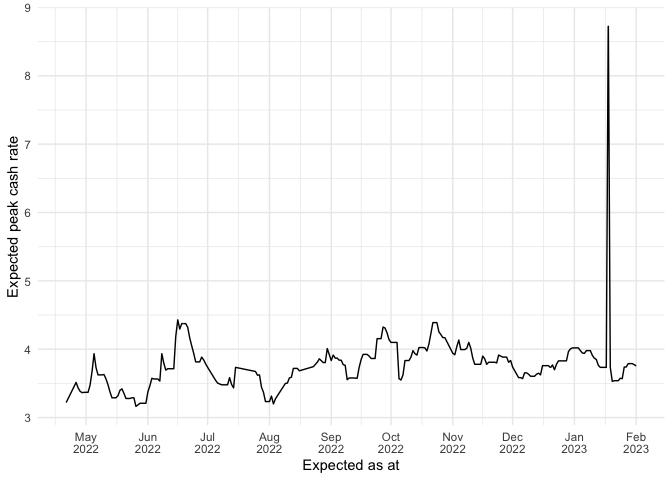 9
8
7
6
5
4
3
Expected peak cash rate
May Jun Jul Aug Sep Oct Nov Dec Jan Feb
2022 2022 2022 2022 2022 2022 2022 2022 2023 2023
Expected as at